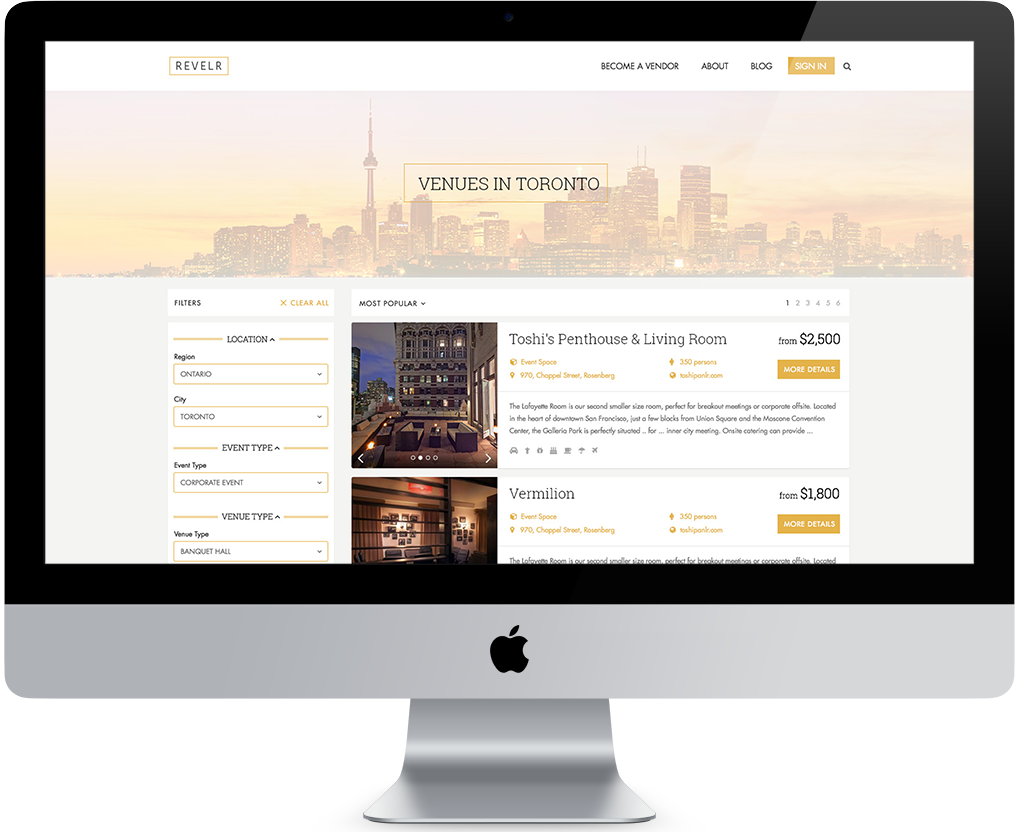 REVELR
BECOME A VENDOR
ABOUT
BLOG
SIGN IN
VENUES IN TORONTO
FILTERS
CLEAR ALL
LOCATION
Region
ONTARIO
City
TORONTO
EVENT TYPE
Event Type
CORPORATE EVENT
VENUE TYPE
Venue Type
BANQUET HALL
MOST POPULAR
1 2 3 4 5 6
Toshi's Penthouse & Living Room
from $2,500
Event Space
350 persons
970, Chappel Street, Rosenberg
toshipanlr.com
MORE DETAILS
The Lafayette Room is our second smaller size room, perfect for breakout meetings or corporate offsite. Located
in the heart of downtown San Francisco, just a few blocks from Union Square and the Moscone Convention
Center, the Galleria Park is perfectly situated .. for ... inner city meeting. Onsite catering can provide ...
Vermilion
from $1,800
Event Space
350 persons
970, Chappel Street, Rosenberg
toshipanlr.com
MORE DETAILS
The Lafayette Room is our second smaller size room, perfect for breakout meetings or corporate offsite. Located